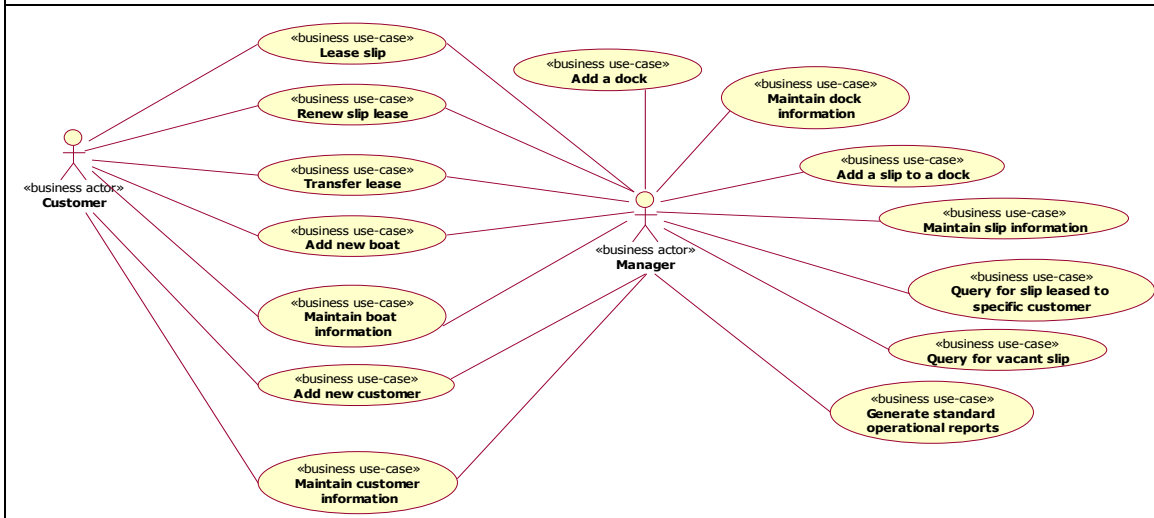 «business use-case»
Lease slip
«business use-case»
Add a dock
«business use-case»
Maintain dock
information
«business use-case»
Renew slip lease
«business actor»
Customer
«business use-case»
Transfer lease
«business use-case»
Add a slip to a dock
«business use-case»
Add new boat
«business actor»
Manager
«business use-case»
Maintain slip information
«business use-case»
Maintain boat
information
«business use-case»
Query for slip leased to
specific customer
«business use-case»
Query for vacant slip
«business use-case»
Add new customer
«business use-case»
Generate standard
operational reports
«business use-case»
Maintain customer
information